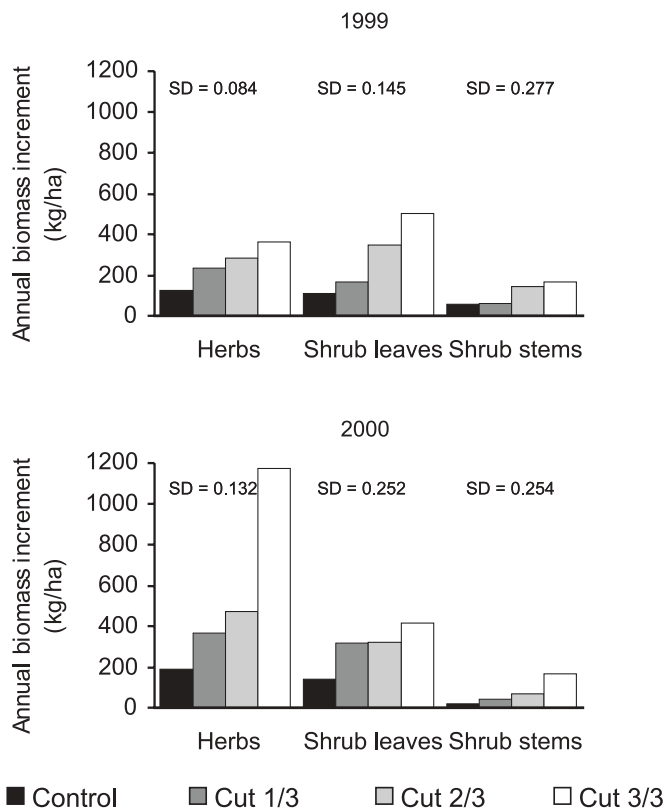 1999
Annual biomass increment
(kg/ha)
1200
1000
800
600
400
200
0
SD = 0.084 SD = 0.145 SD = 0.277
Herbs Shrub leaves Shrub stems
2000
Annual biomass increment
(kg/ha)
1200
1000
800
600
400
200
0
SD = 0.132 SD = 0.252 SD = 0.254
Herbs Shrub leaves Shrub stems
Control Cut 1/3 Cut 2/3 Cut 3/3